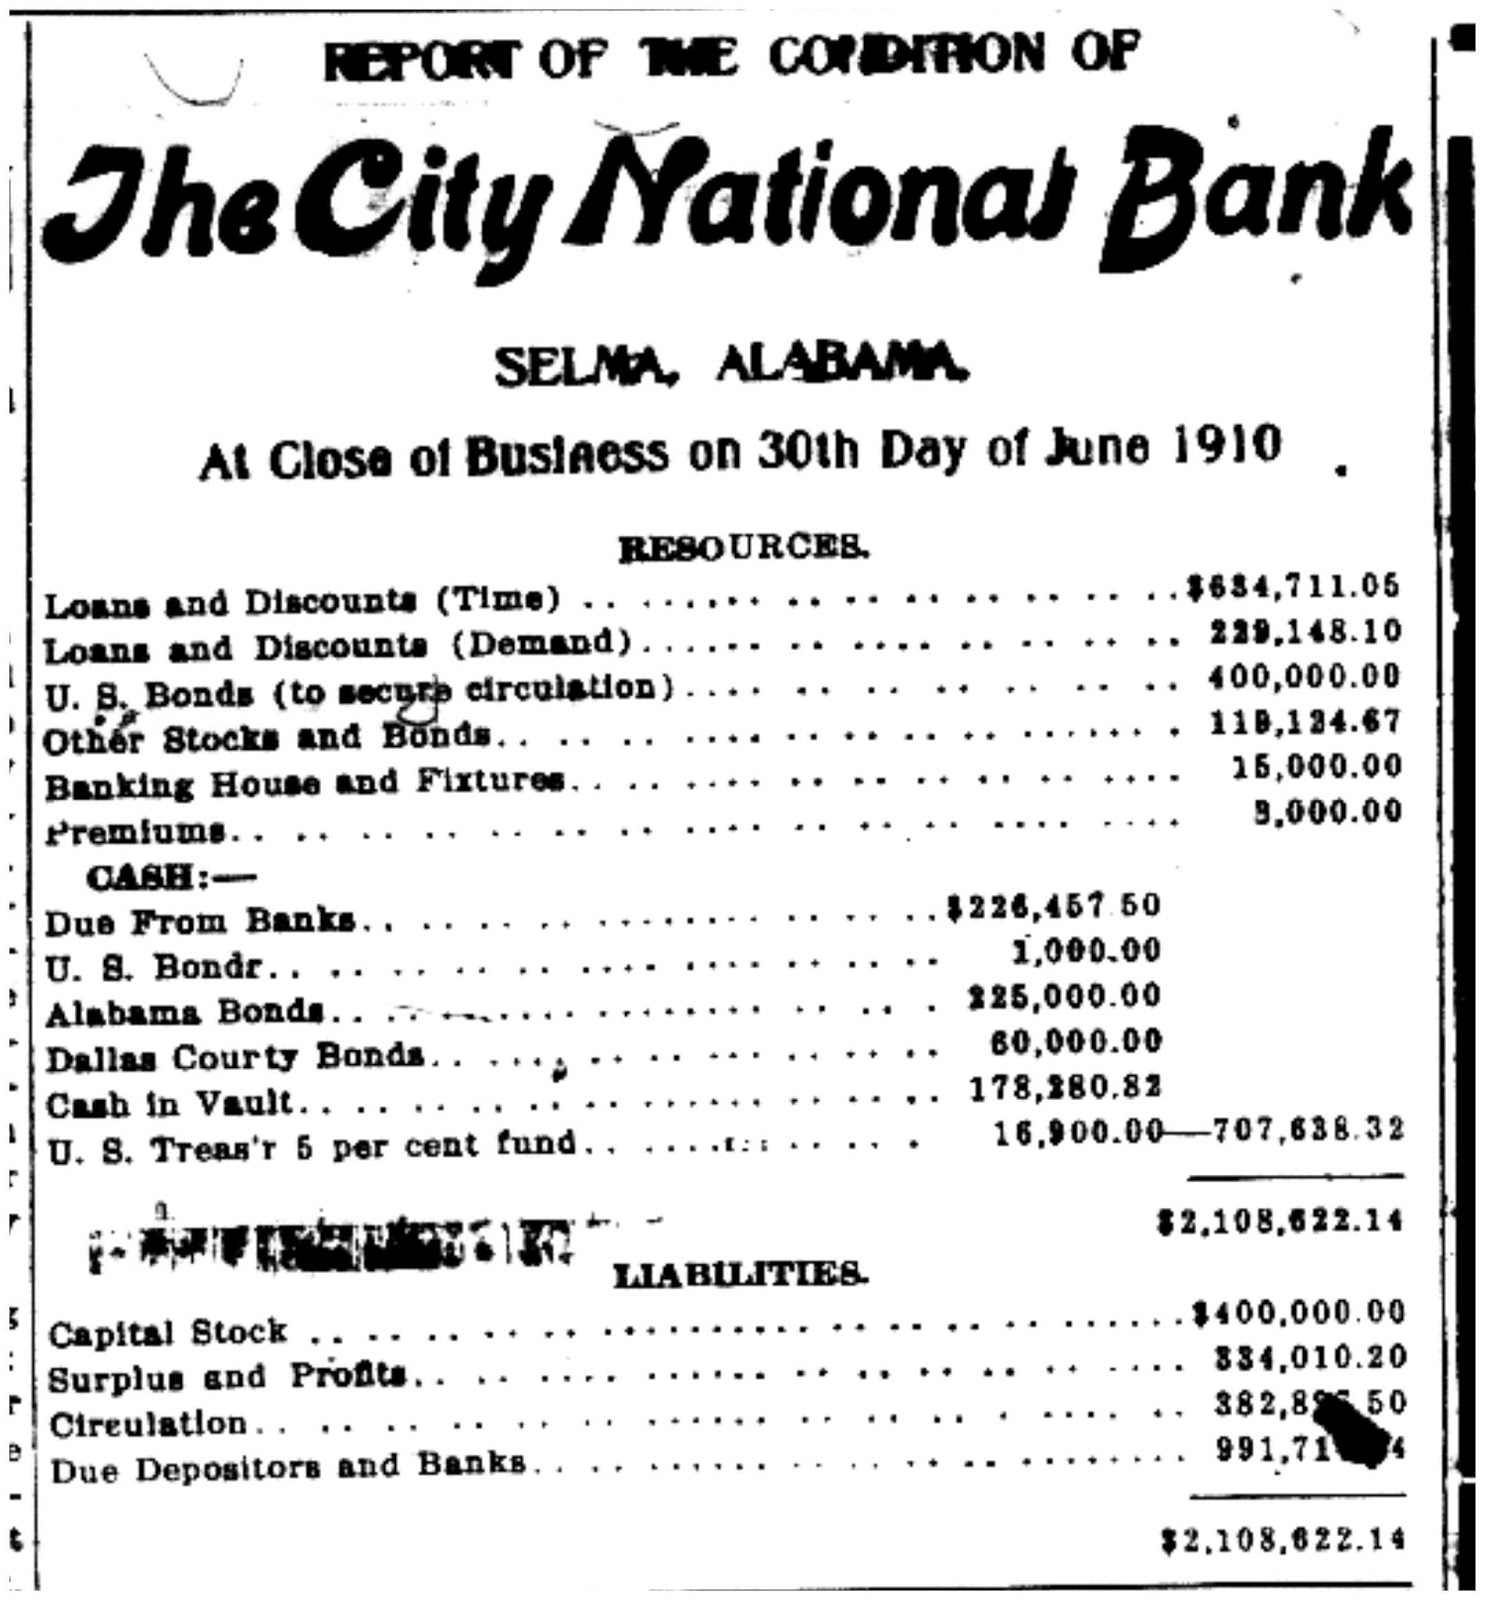 REPORT OF THE CONDITION OF
The City National Bank
SELMA, ALABAMA.
At Close of Business on 30th Day of June 1910
RESOURCES.
Loans and Discounts (Time) $634,711.05
Loans and Discounts (Demand) 229,148.10
U. S. Bonds (to secure circulation) 400,000.00
Other Stocks and Bonds 119,124.67
Banking House and Fixtures 15,000.00
Premiums 3,000.00
CASH:—
Due From Banks $226,457.50
U. S. Bondr 1,000.00
Alabama Bonds 225,000.00
Dallas Courty Bonds 60,000.00
Cash in Vault 178,280.82
U. S. Treas'r 5 per cent fund 16,900.00—707,638.32
$2,108,622.14
LIABILITIES.
Capital Stock $400,000.00
Surplus and Profits 334,010.20
Circulation
Due Depositors and Banks
$2,108,622.14